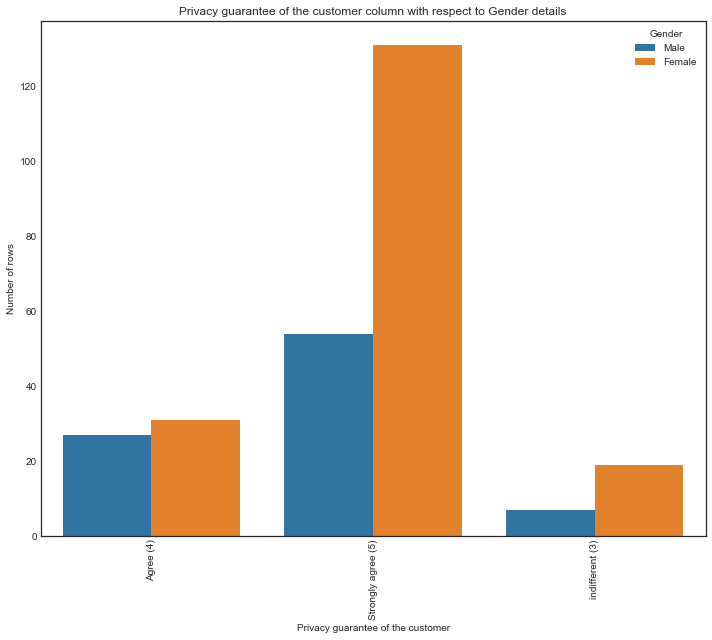 Privacy guarantee of the customer column with respect to Gender details
Gender
Male
Female
Number of rows
120
100
80
60
40
20
0
Agree (4)
Strongly agree (5)
indifferent (3)
Privacy guarantee of the customer